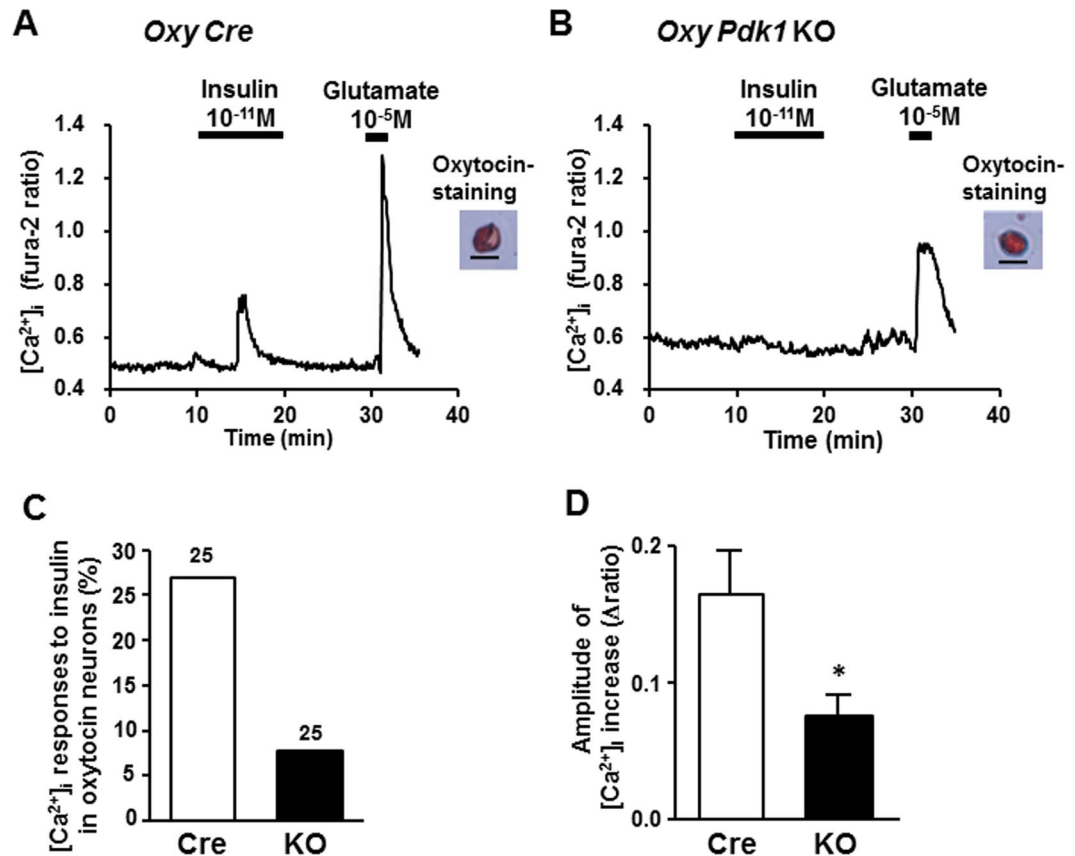 A
Oxy Cre
Insulin
10⁻¹¹M
Glutamate
10⁻⁵M
Oxytocin-
staining
[Ca²⁺]ᵢ (fura-2 ratio)
1.4
1.2
1.0
0.8
0.6
0.4
0
10
20
30
40
Time (min)
B
Oxy Pdk1 KO
Insulin
10⁻¹¹M
Glutamate
10⁻⁵M
Oxytocin-
staining
[Ca²⁺]ᵢ (fura-2 ratio)
1.4
1.2
1.0
0.8
0.6
0.4
0
10
20
30
40
Time (min)
C
[Ca²⁺]ᵢ responses to insulin
in oxytocin neurons (%)
30
25
20
15
10
5
0
25
25
Cre
KO
D
Amplitude of
[Ca²⁺]ᵢ increase (Δratio)
0.2
0.1
0.0
*
Cre
KO